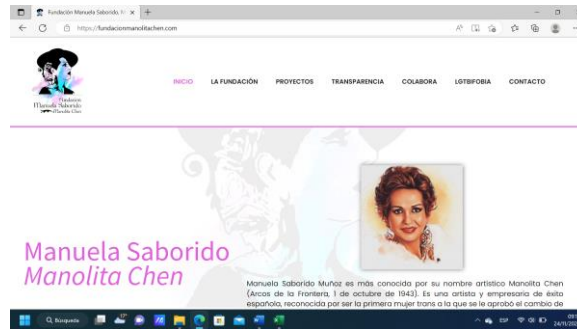 Fundación Manuela Saborido, M
https://fundacionmanolitachen.com
INICIO LA FUNDACIÓN PROYECTOS TRANSPARENCIA COLABORA LGTBIFOBIA CONTACTO
Fundación
Manuela Saborido
Manolita Chen
Manuela Saborido
Manolita Chen
Manuela Saborido Muñoz es más conocida por su nombre artístico Manolita Chen
(Arcos de la Frontera, 1 de octubre de 1943). Es una artista y empresaria de éxito
española, reconocida por ser la primera mujer trans a la que se le aprobó el cambio de
Búsqueda
ESP